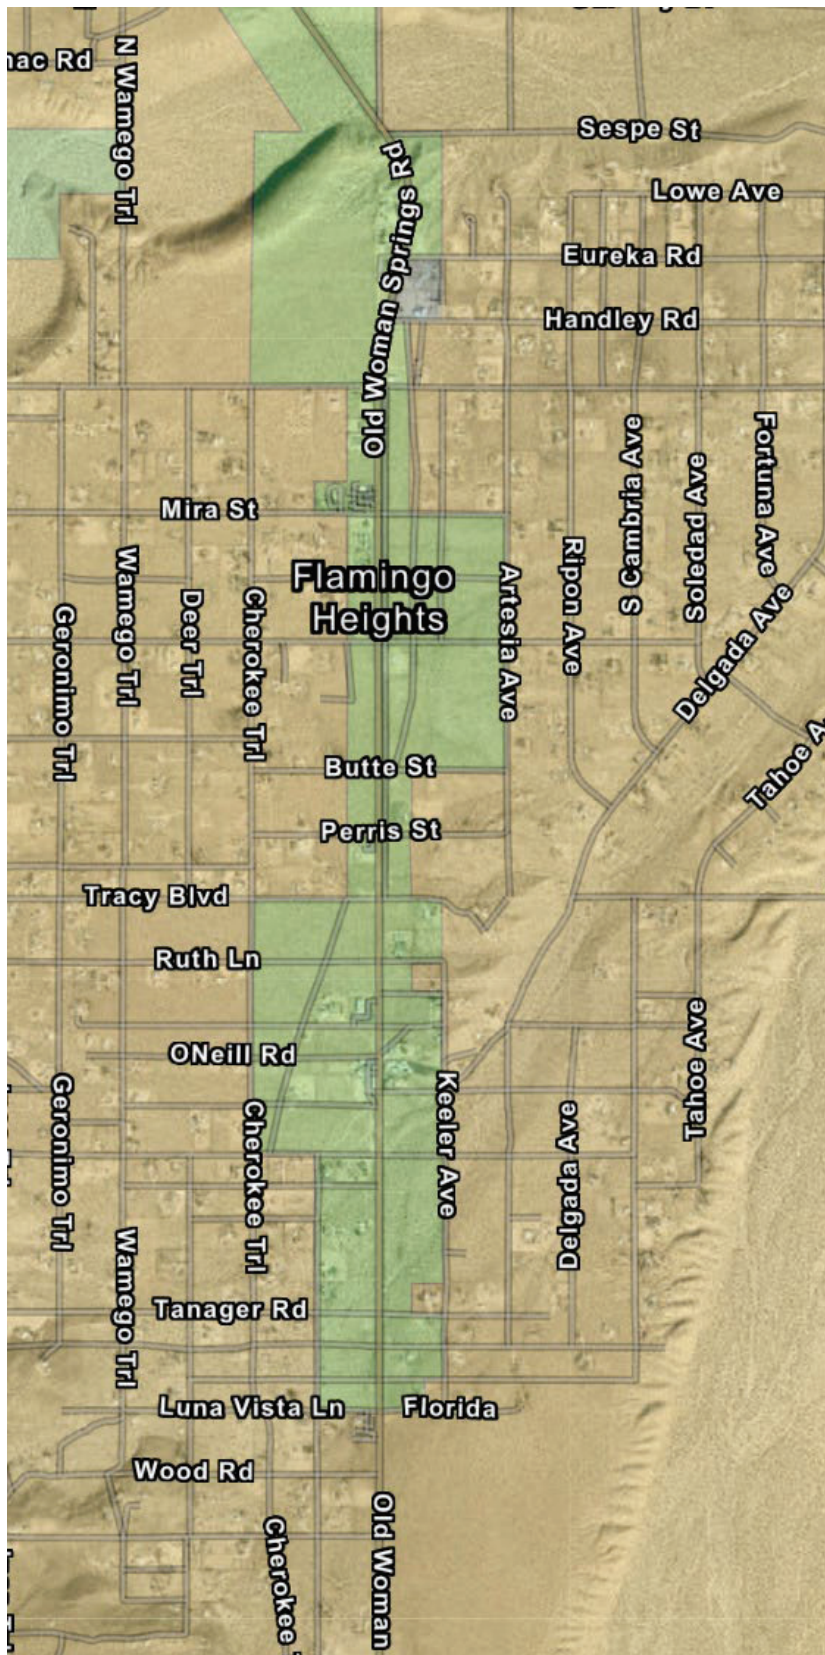 nac Rd
N Wamego Trl
Sespe St
Old Woman Springs Rd
Lowe Ave
Eureka Rd
Handley Rd
Fortuna Ave
S Cambria Ave
Soledad Ave
Mira St
Ripon Ave
Wamego Trl
Flamingo
Heights
Artesia Ave
Deer Trl
Cherokee Trl
Geronimo Trl
Delgada Ave
Tahoe A
Butte St
Perris St
Tracy Blvd
Ruth Ln
ONeill Rd
Tahoe Ave
Keeler Ave
Geronimo Trl
Cherokee Trl
Delgada Ave
Wamego Trl
Tanager Rd
Luna Vista Ln
Florida
Wood Rd
Old Woman
Cherokee